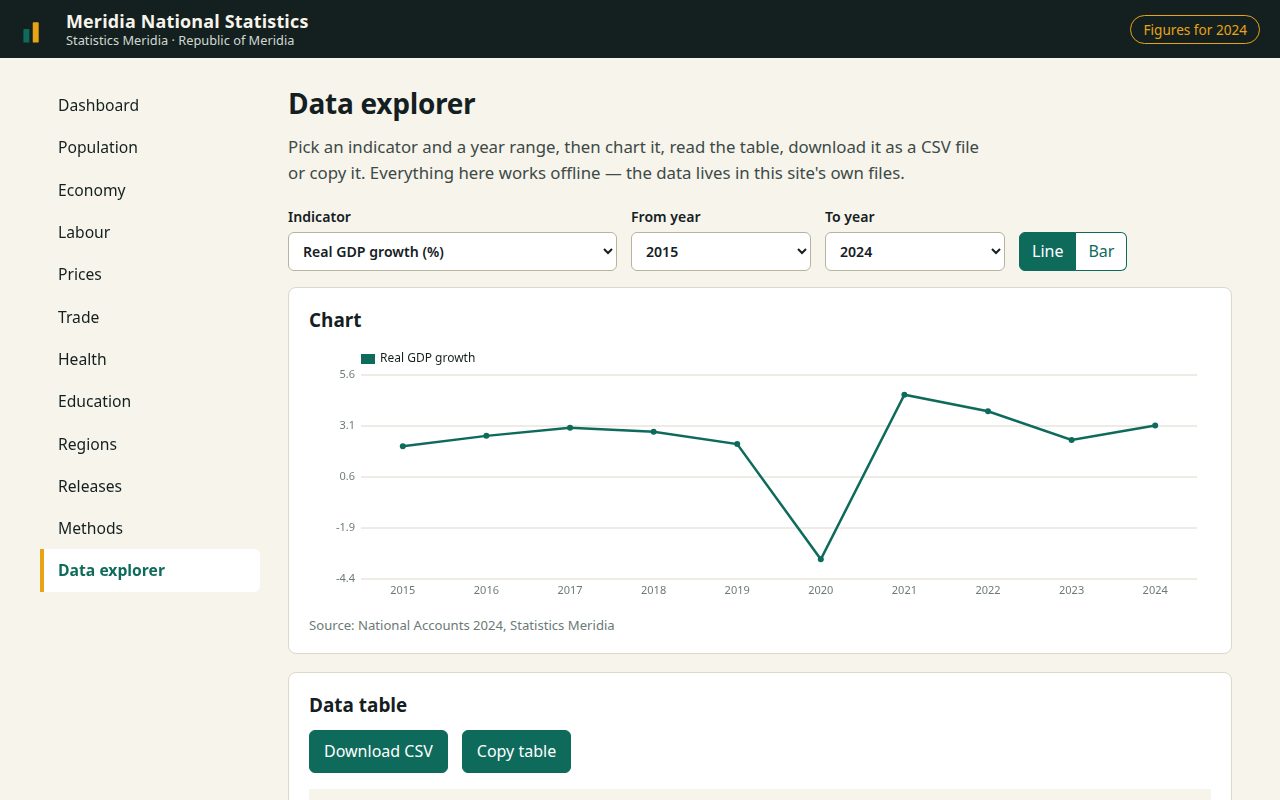 Meridia National Statistics
Statistics Meridia · Republic of Meridia
Figures for 2024
Dashboard
Population
Economy
Labour
Prices
Trade
Health
Education
Regions
Releases
Methods
Data explorer
Data explorer
Pick an indicator and a year range, then chart it, read the table, download it as a CSV file
or copy it. Everything here works offline — the data lives in this site's own files.
Indicator
From year
To year
Real GDP growth (%)
2015
2024
Line
Bar
Chart
Real GDP growth
5.6
3.1
0.6
-1.9
-4.4
2015 2016 2017 2018 2019 2020 2021 2022 2023 2024
Source: National Accounts 2024, Statistics Meridia
Data table
Download CSV
Copy table